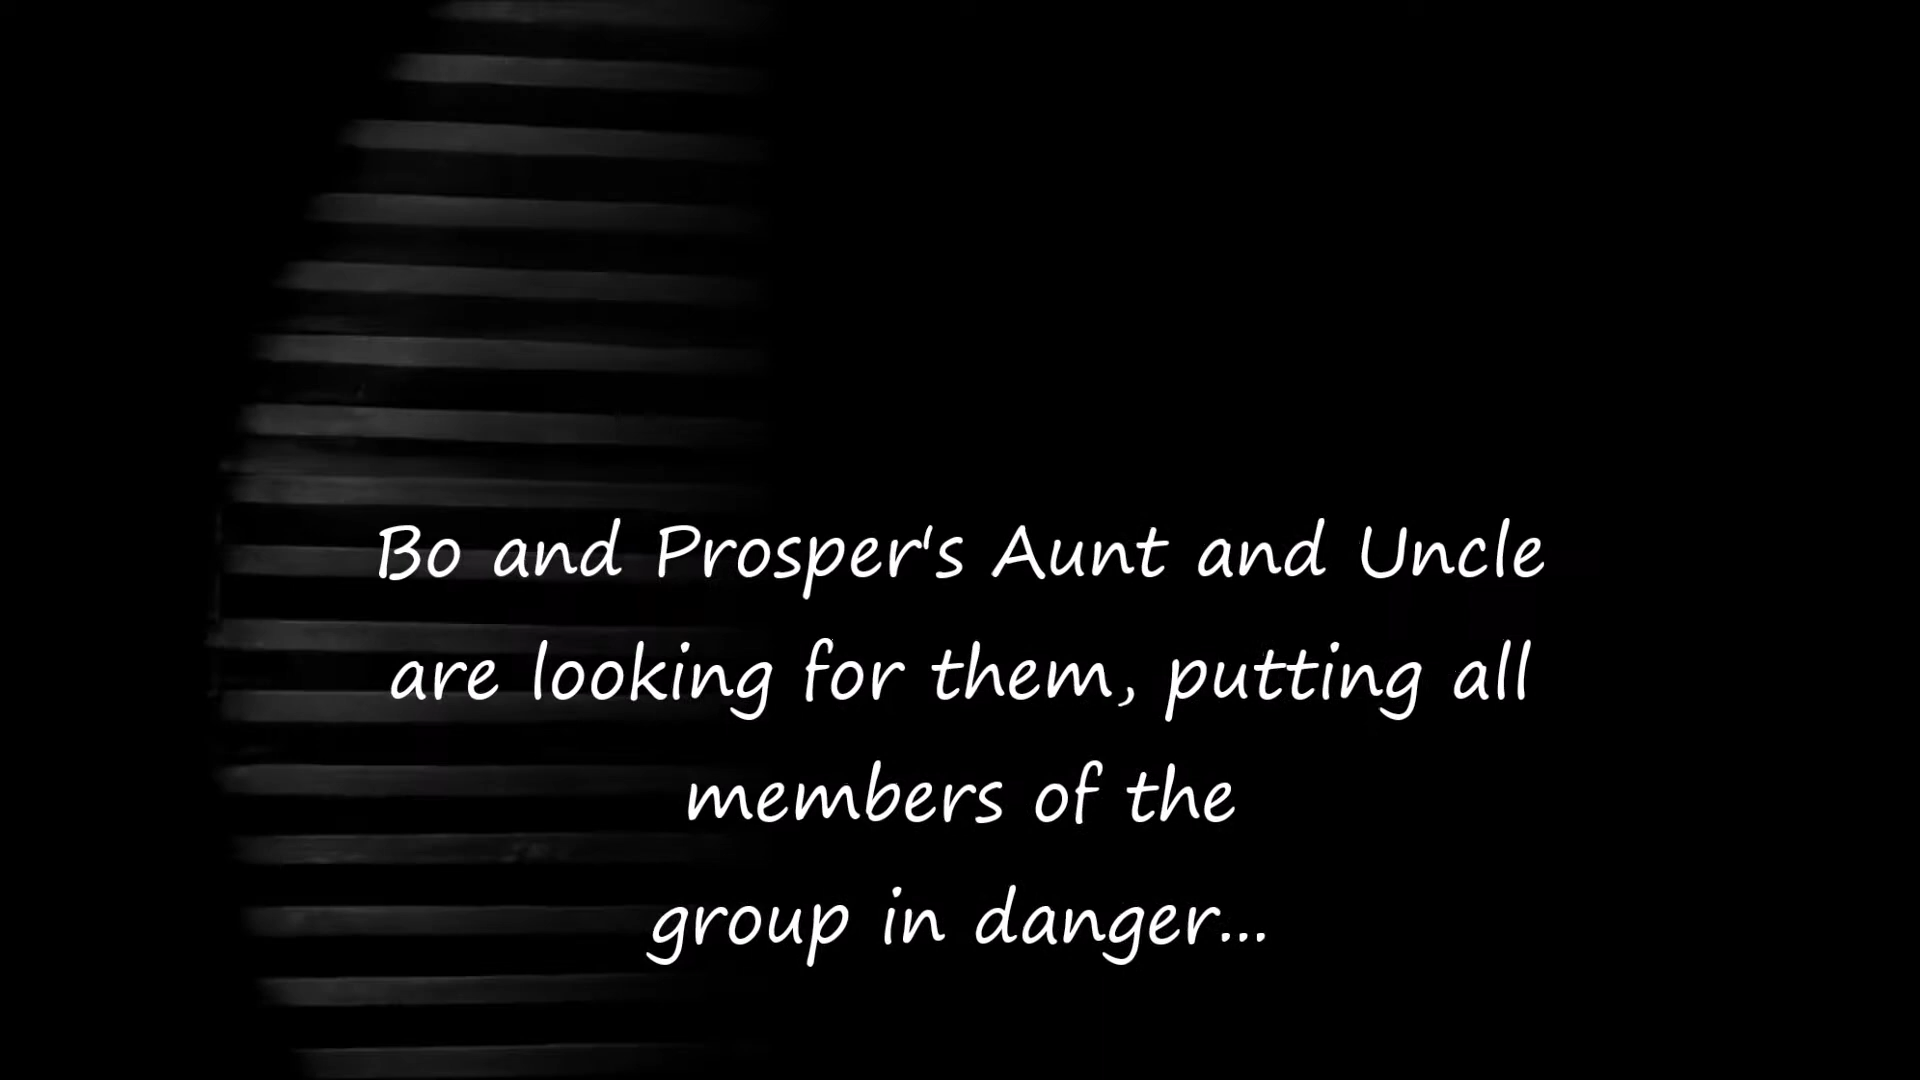 Bo and Prosper's Aunt and Uncle
are looking for them, putting all
members of the
group in danger...